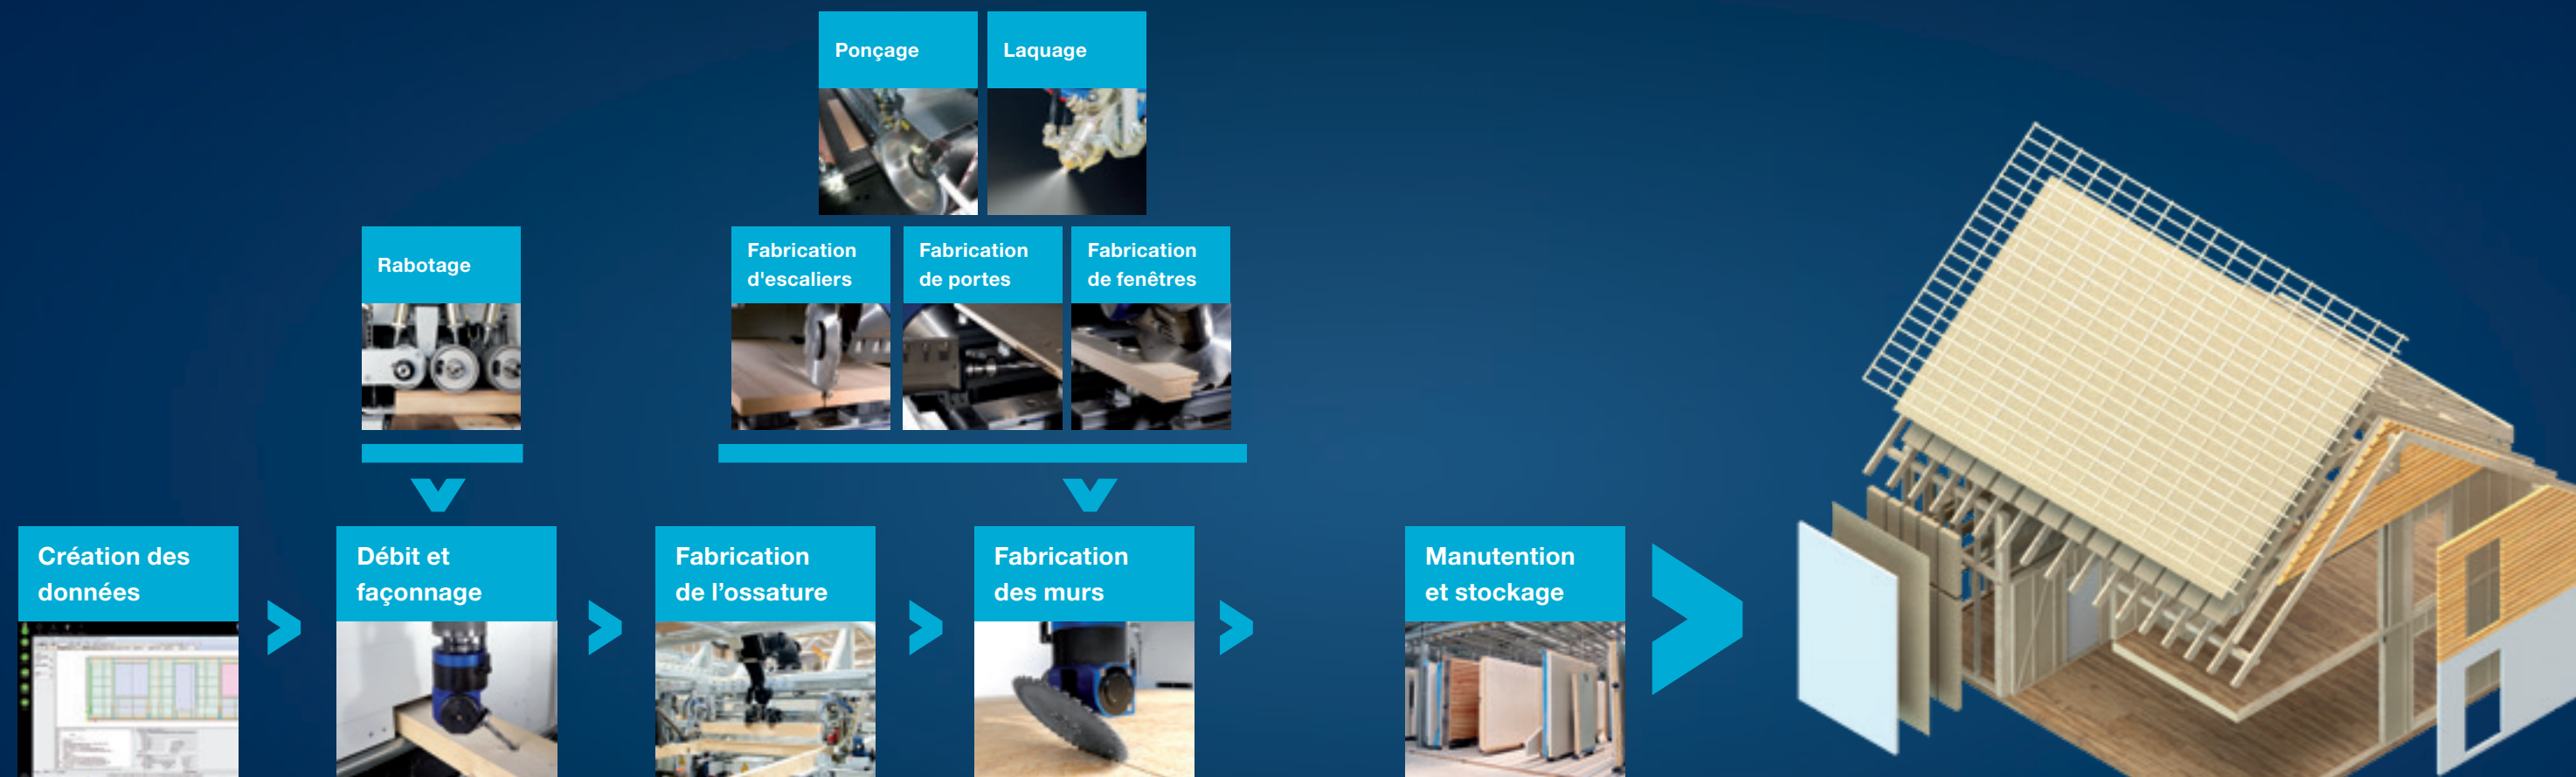 Ponçage
Laquage
Rabotage
Fabrication
d'escaliers
Fabrication
de portes
Fabrication
de fenêtres
Création des
données
Débit et
façonnage
Fabrication
de l’ossature
Fabrication
des murs
Manutention
et stockage